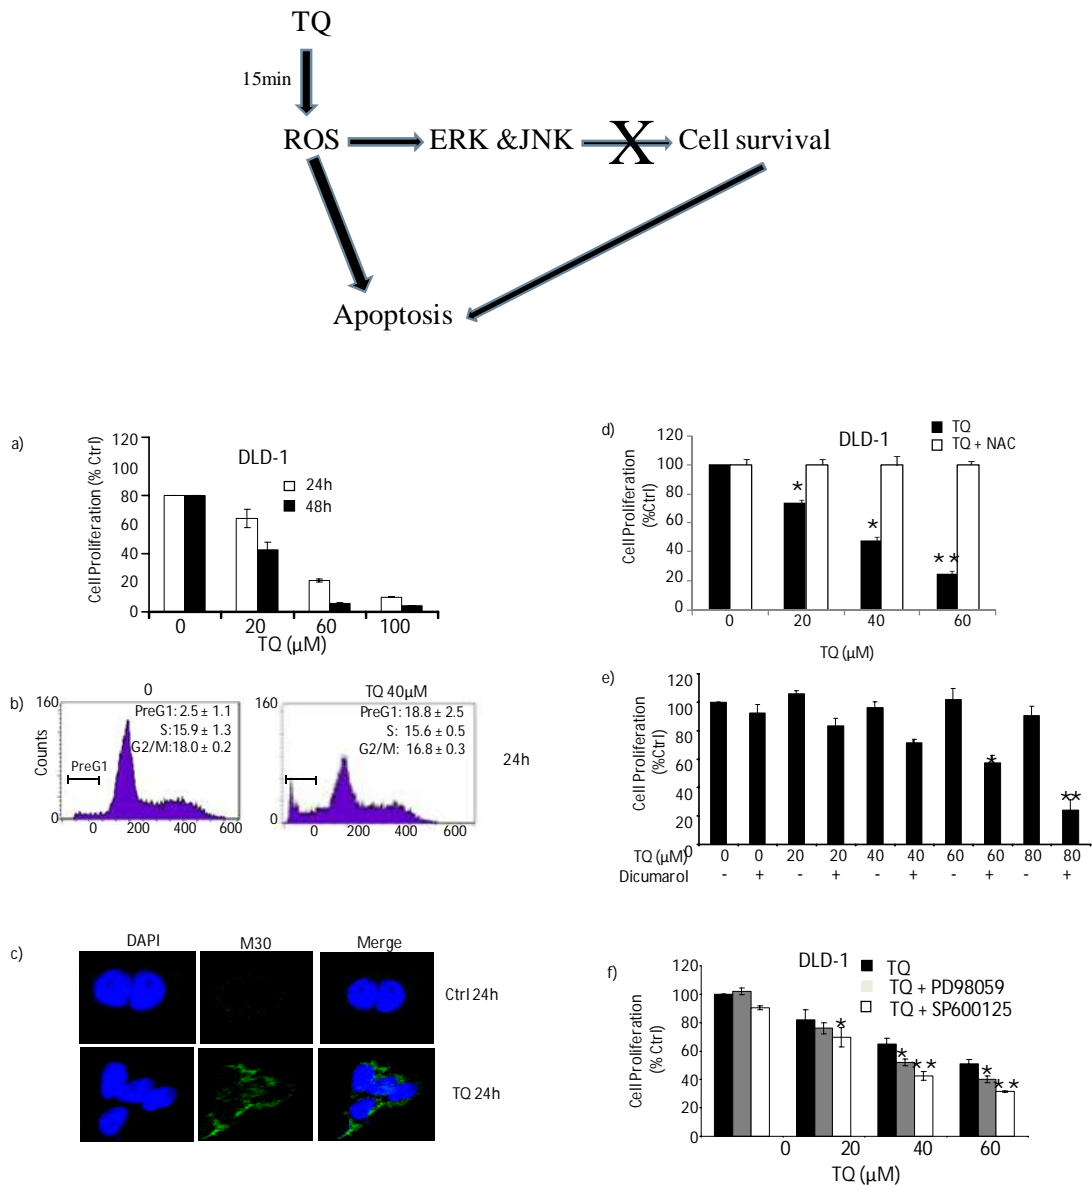 TQ
15min
ROS ERK &JNK X Cell survival
Apoptosis
a)
Cell Proliferation (% Ctrl)
120
100
80
60
40
20
0
DLD-1
24h
48h
0 20 60 100
TQ (μM)
b)
0
160
PreG1: 2.5± 1.1
S:15.9± 1.3
G2/M:18.0± 0.2
Counts
PreG1
0
0 200 400 600
TQ 40μM
160
PreG1: 18.8± 2.5
S: 15.6± 0.5
G2/M: 16.8± 0.3
0
0 200 400 600
24h
c)
DAPI M30 Merge
Ctrl 24h
TQ 24h
d)
TQ
TQ + NAC
DLD-1
Cell Proliferation
(%Ctrl)
120
100
80
60
40
20
0
*
*
**
0 20 40 60
TQ (μM)
e)
Cell Proliferation
(%Ctrl)
120
100
80
60
40
20
0
*
**
TQ (μM) 0 0 20 20 40 40 60 60 80 80
Dicumarol - + - + - + - + - +
f)
DLD-1
TQ
TQ + PD98059
TQ + SP600125
Cell Proliferation
(% Ctrl)
120
100
80
60
40
20
0
*
*
**
*
**
0 20 40 60
TQ (μM)